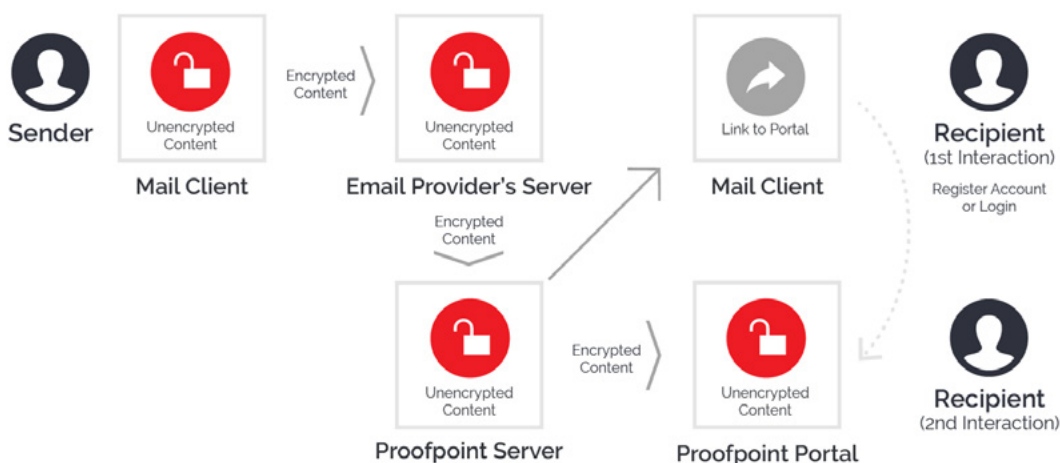 Sender
Unencrypted
Content
Mail Client
Encrypted
Content
Unencrypted
Content
Email Provider's Server
Link to Portal
Mail Client
Recipient
(1st Interaction)
Register Account
or Login
Encrypted
Content
Unencrypted
Content
Proofpoint Server
Encrypted
Content
Unencrypted
Content
Proofpoint Portal
Recipient
(2nd Interaction)